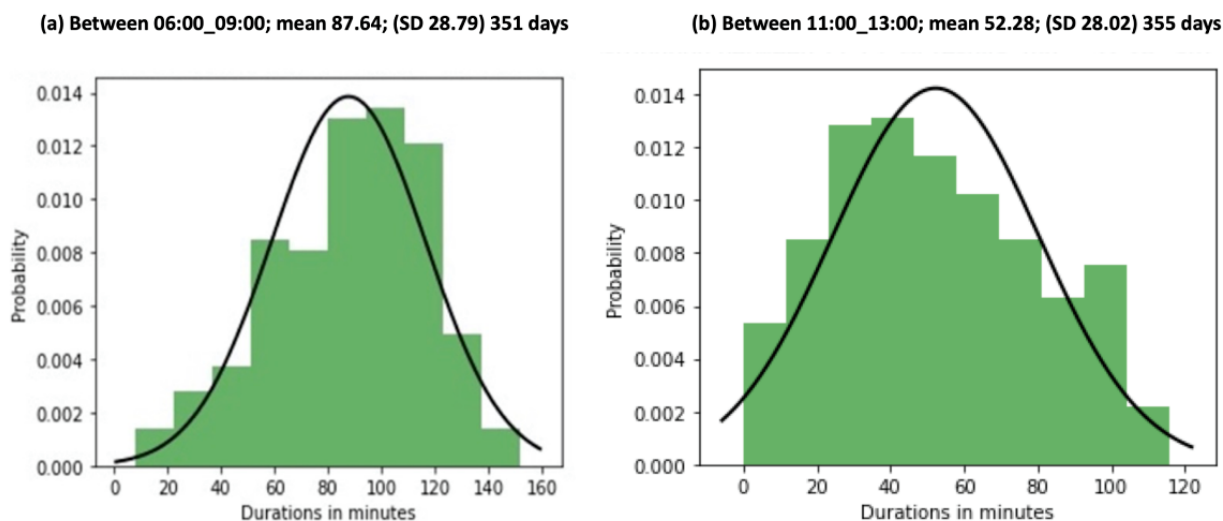 (a) Between 06:00_09:00; mean 87.64; (SD 28.79) 351 days
(b) Between 11:00_13:00; mean 52.28; (SD 28.02) 355 days
0.014
0.012
0.010
0.008
0.006
0.004
0.002
0.000
Probability
0 20 40 60 80 100 120 140 160
Durations in minutes
0.014
0.012
0.010
0.008
0.006
0.004
0.002
0.000
Probability
0 20 40 60 80 100 120
Durations in minutes